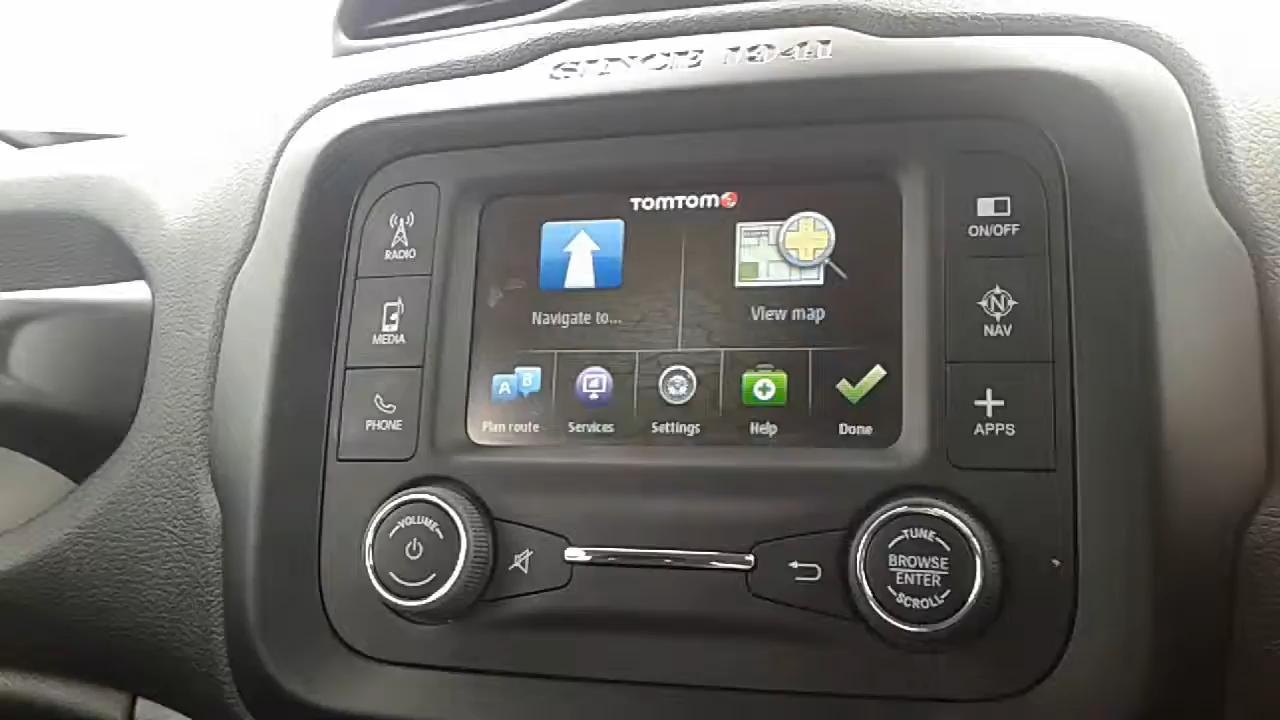 SINCE 1941
TOMTOM
Navigate to...
View map
A B
Plan route
Services
Settings
Help
Done
RADIO
MEDIA
PHONE
ON/OFF
N
NAV
APPS
VOLUME
TUNE
BROWSE
ENTER
SCROLL